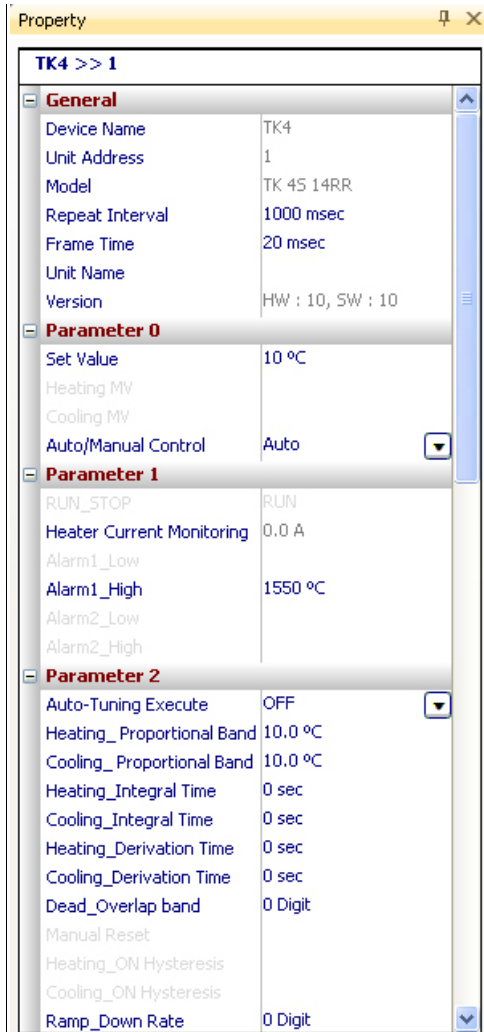 Property
TK4 >> 1
General
Device Name TK4
Unit Address 1
Model TK 4S 14RR
Repeat Interval 1000 msec
Frame Time 20 msec
Unit Name
Version HW : 10, SW : 10
Parameter 0
Set Value 10 ºC
Heating MV
Cooling MV
Auto/Manual Control Auto
Parameter 1
RUN_STOP RUN
Heater Current Monitoring 0.0 A
Alarm1_Low
Alarm1_High 1550 ºC
Alarm2_Low
Alarm2_High
Parameter 2
Auto-Tuning Execute OFF
Heating_ Proportional Band 10.0 ºC
Cooling_ Proportional Band 10.0 ºC
Heating_Integral Time 0 sec
Cooling_Integral Time 0 sec
Heating_Derivation Time 0 sec
Cooling_Derivation Time 0 sec
Dead_Overlap band 0 Digit
Manual Reset
Heating_ON Hysteresis
Cooling_ON Hysteresis
Ramp_Down Rate 0 Digit